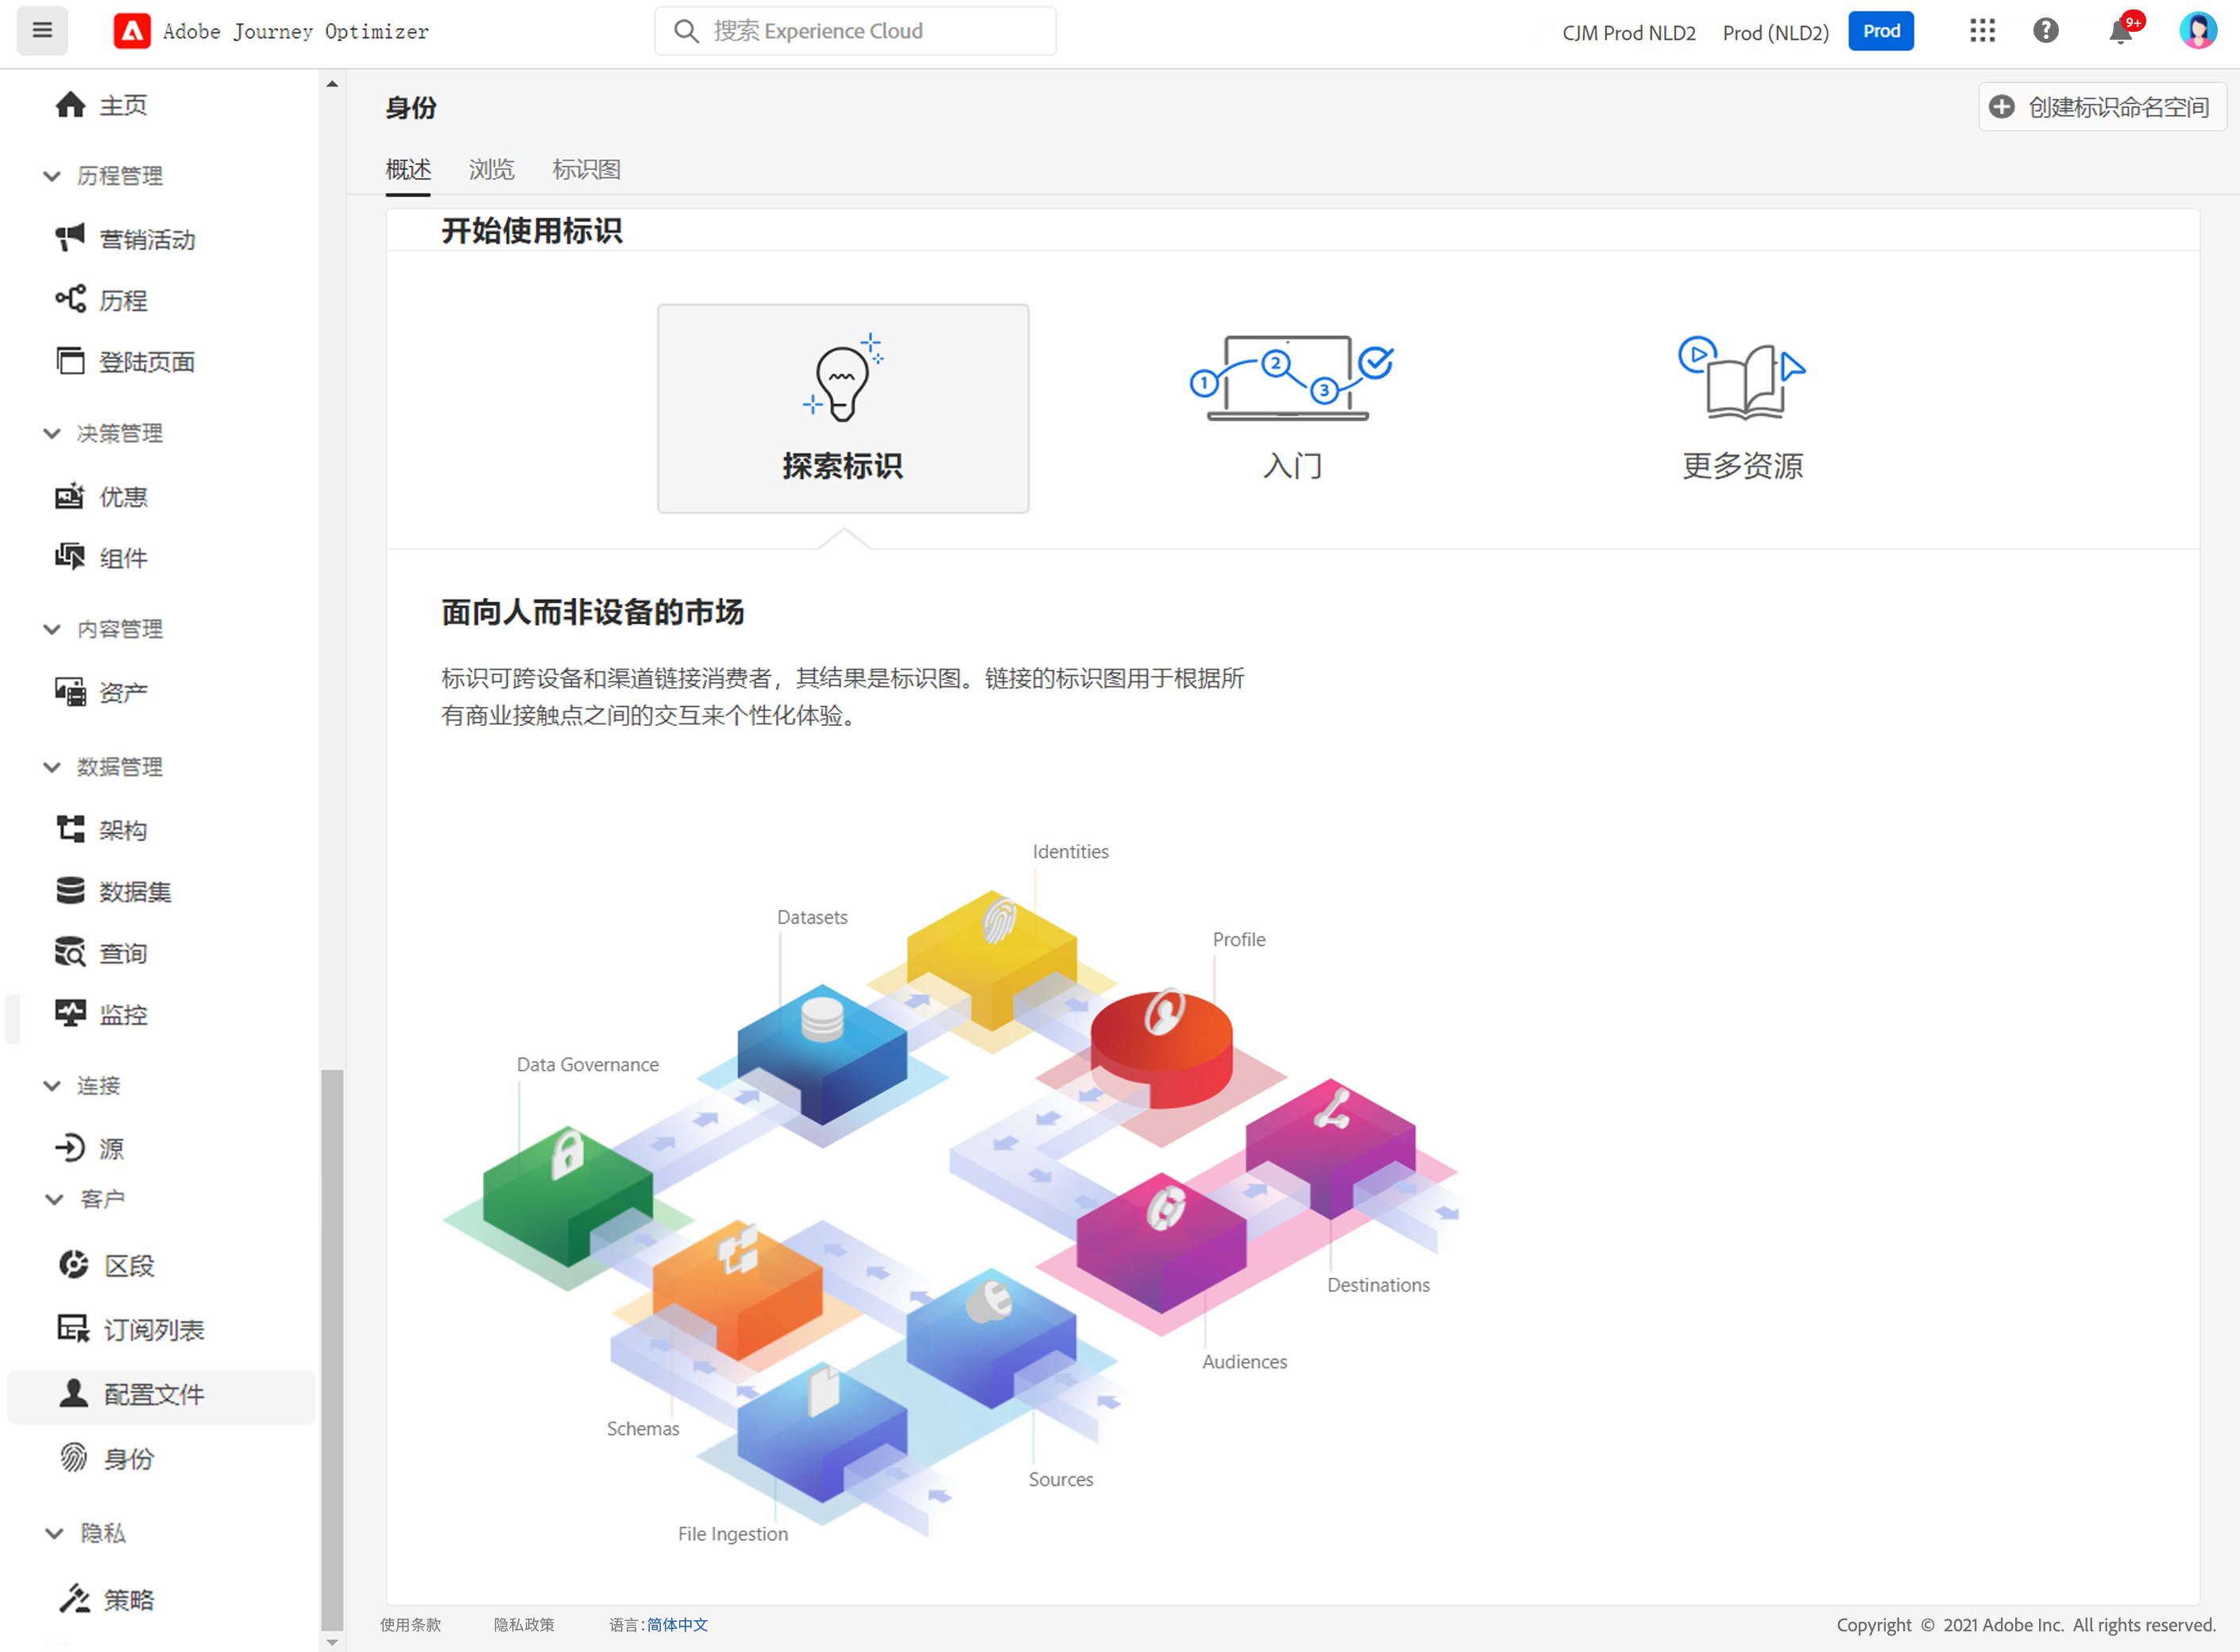 Adobe Journey Optimizer
搜索 Experience Cloud
CJM Prod NLD2
Prod (NLD2)
Prod
9+
主页
历程管理
营销活动
历程
登陆页面
决策管理
优惠
组件
内容管理
资产
数据管理
架构
数据集
查询
监控
连接
源
客户
区段
订阅列表
配置文件
身份
隐私
策略
身份
创建标识命名空间
概述
浏览
标识图
开始使用标识
探索标识
1
2
3
入门
更多资源
面向人而非设备的市场
标识可跨设备和渠道链接消费者，其结果是标识图。链接的标识图用于根据所
有商业接触点之间的交互来个性化体验。
Identities
Datasets
Profile
Data Governance
Destinations
Audiences
Schemas
Sources
File Ingestion
使用条款
隐私政策
语言:简体中文
Copyright © 2021 Adobe Inc. All rights reserved.